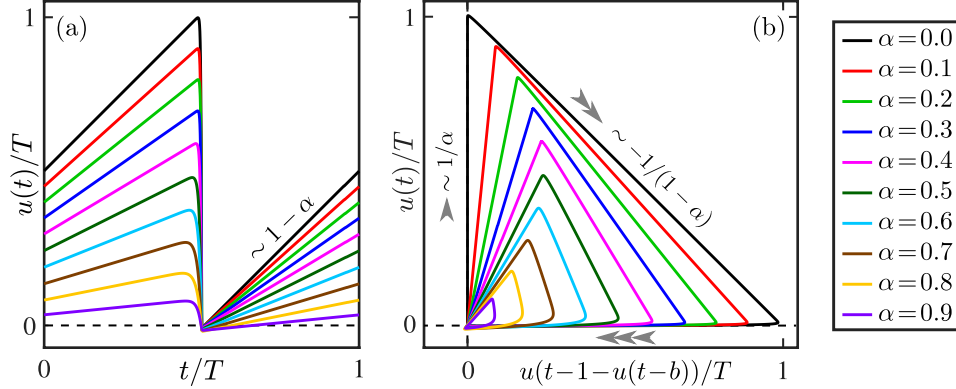 (a)
1
0
u(t)/T
∼ 1 − α
0
t/T
1
(b)
1
0
u(t)/T
∼ 1/α
∼ −1/(1−α)
0
u(t−1−u(t−b))/T
1
α=0.0
α=0.1
α=0.2
α=0.3
α=0.4
α=0.5
α=0.6
α=0.7
α=0.8
α=0.9